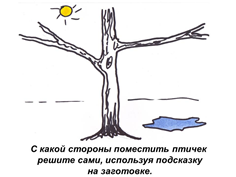 С какой стороны поместить птичек
решите сами, используя подсказку
на заготовке.